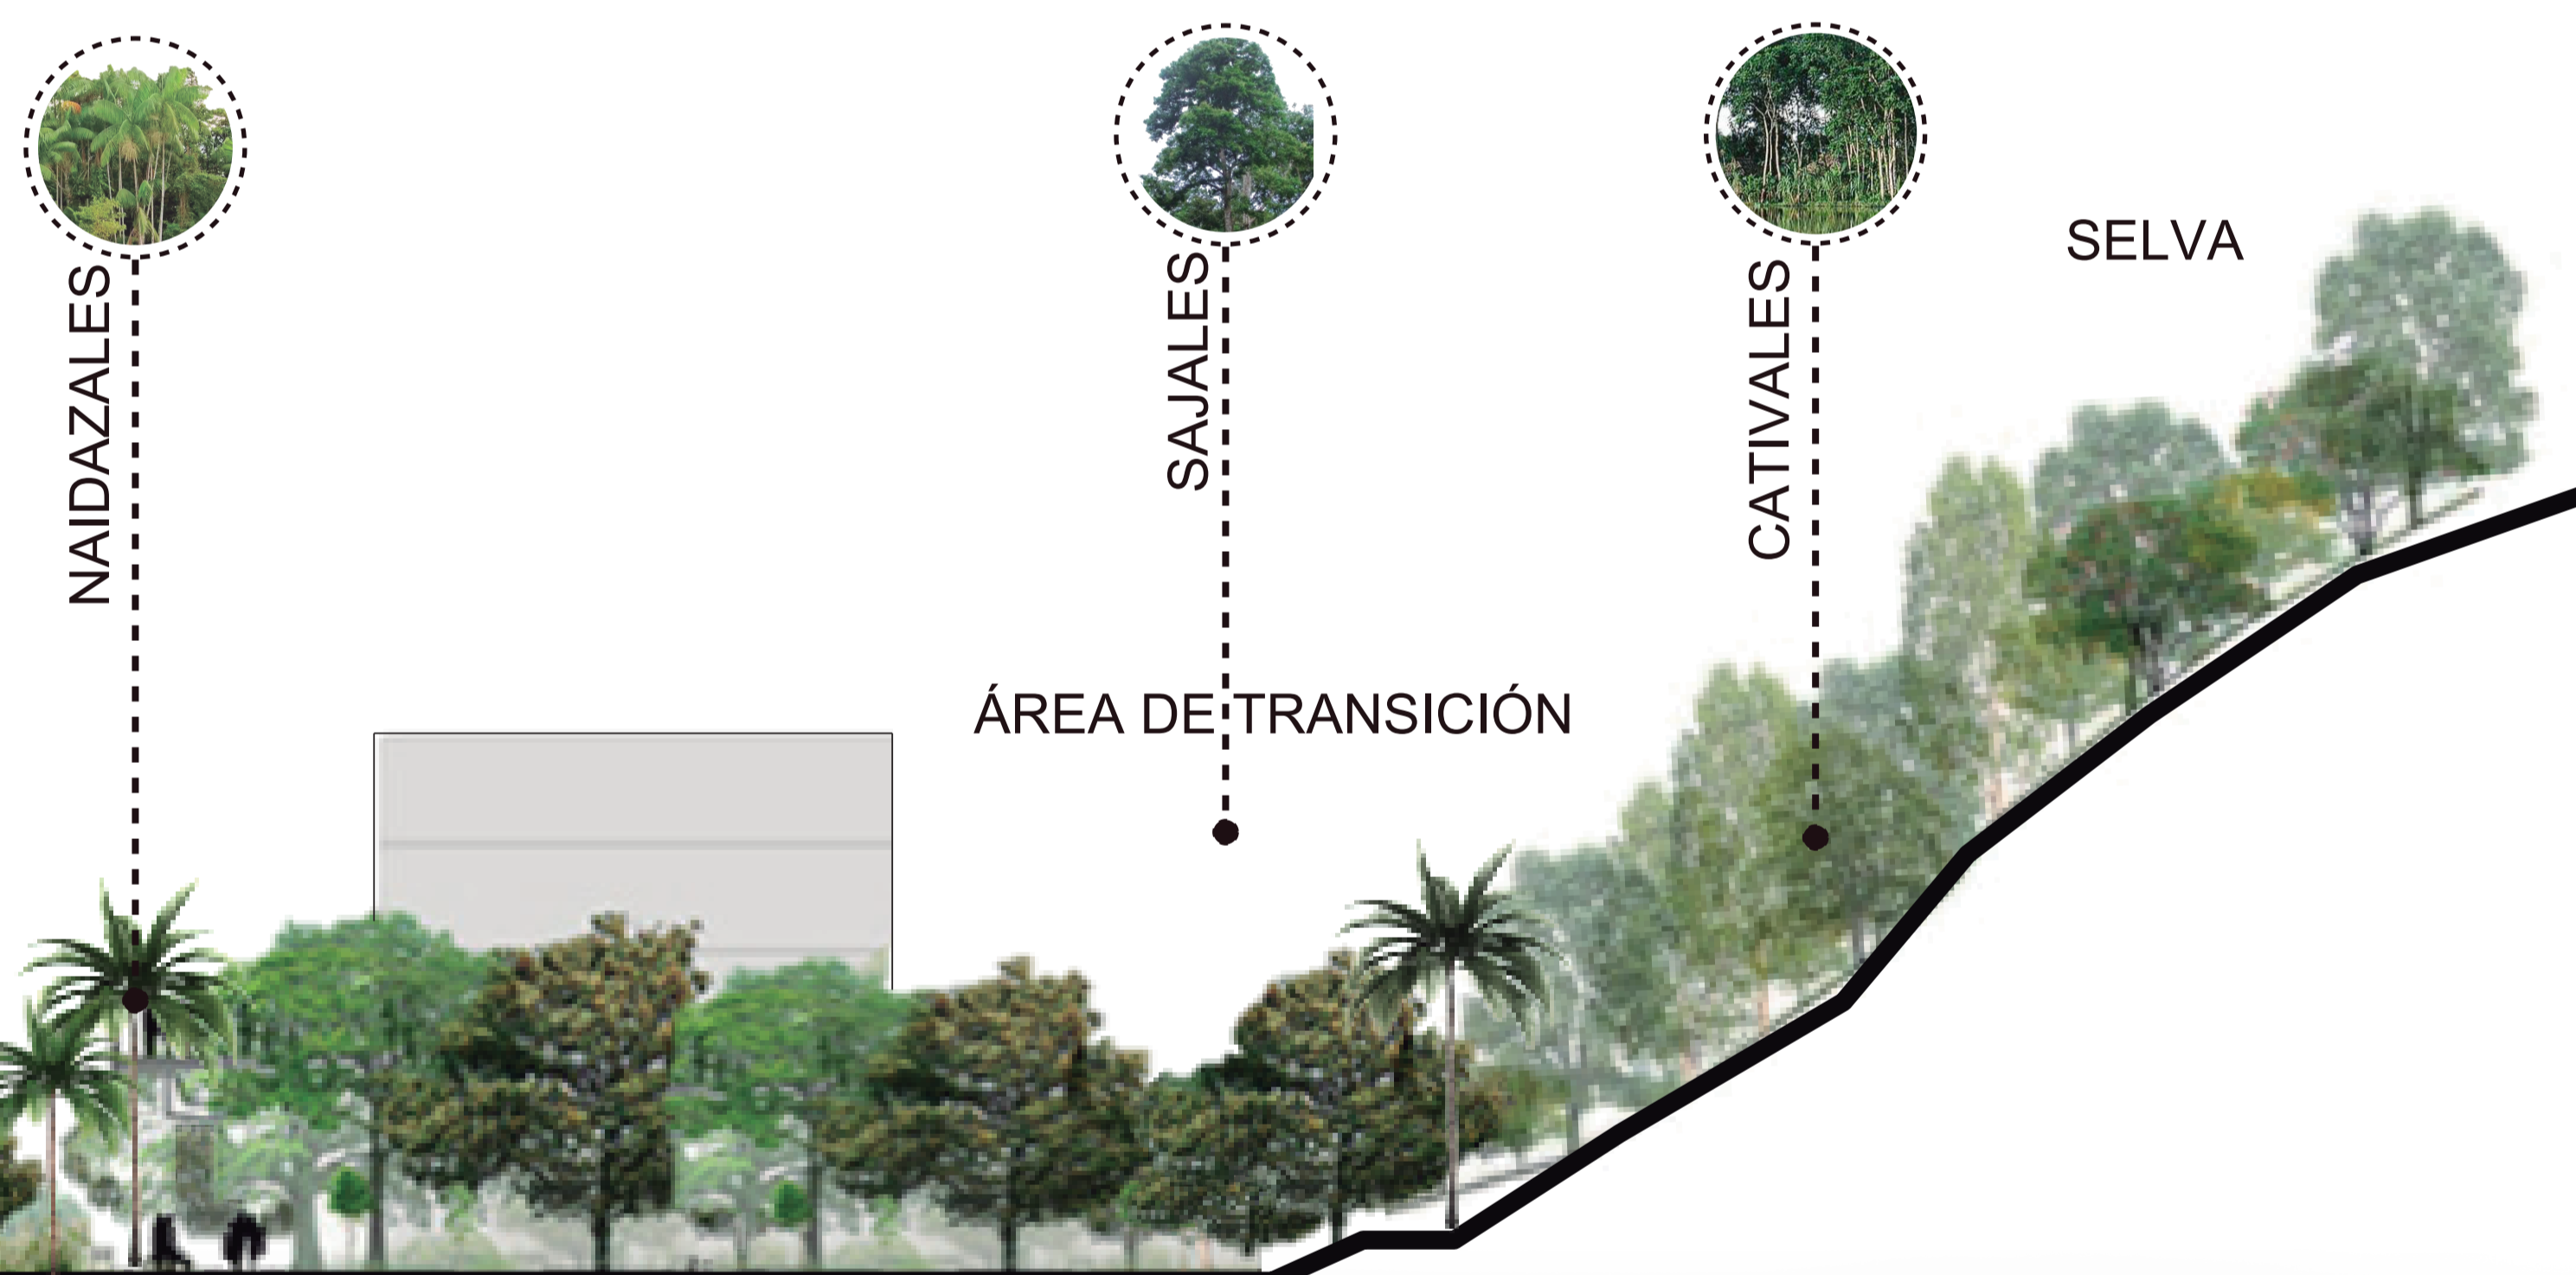 NAIDAZALES
SAJALES
CATIVALES
SELVA
ÁREA DE TRANSICIÓN